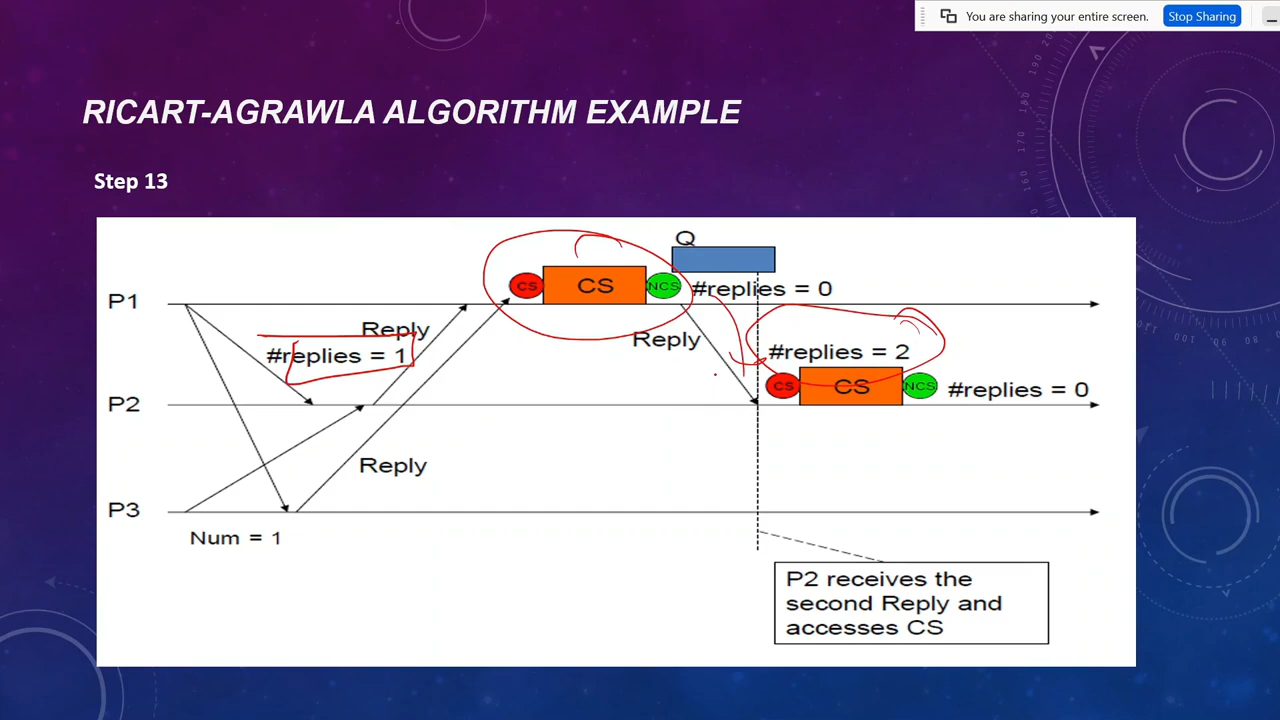 You are sharing your entire screen.
Stop Sharing
RICART-AGRAWLA ALGORITHM EXAMPLE
Step 13
Q
CS
CS
NCS
#replies = 0
P1
Reply
#replies = 1
Reply
#replies = 2
CS
CS
NCS
#replies = 0
P2
Reply
P3
Num = 1
P2 receives the
second Reply and
accesses CS